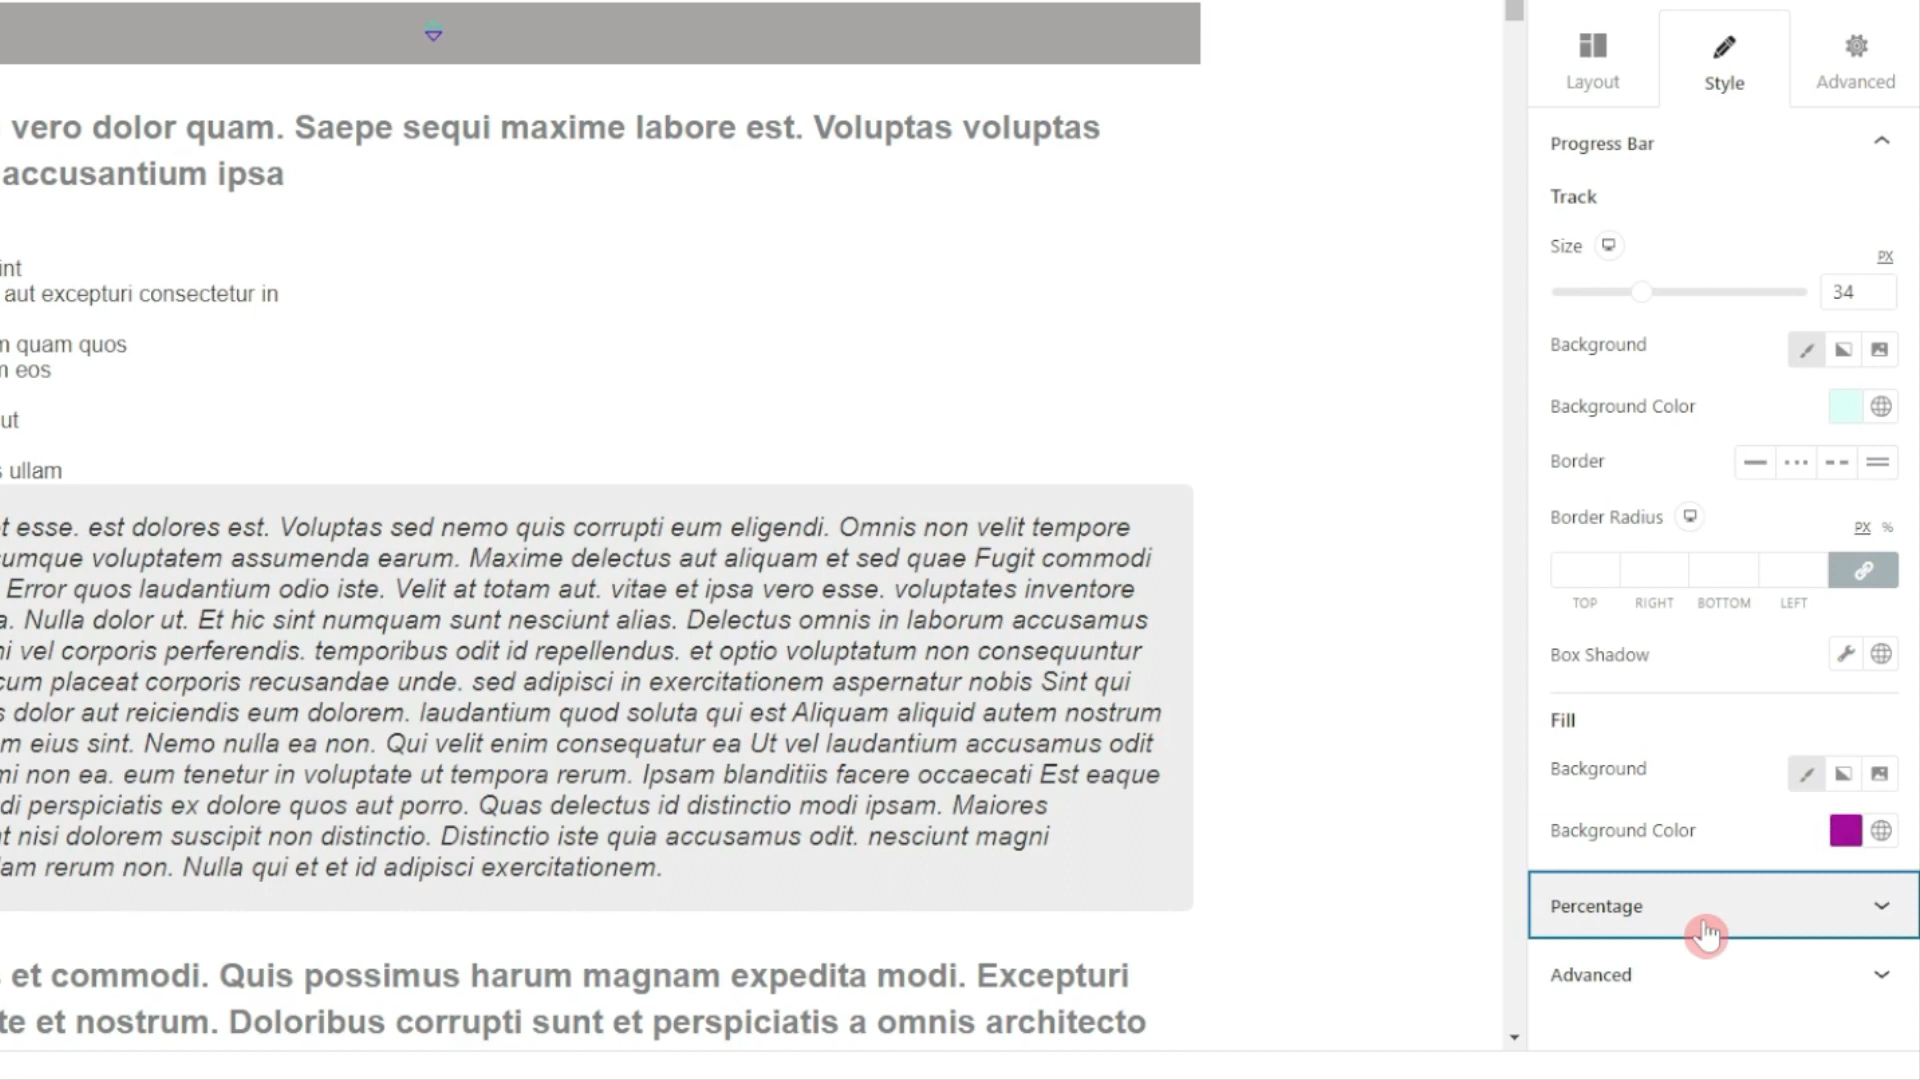 vero dolor quam. Saepe sequi maxime labore est. Voluptas voluptas
accusantium ipsa
int
aut excepturi consectetur in
m quam quos
n eos
ut
s ullam
t esse. est dolores est. Voluptas sed nemo quis corrupti eum eligendi. Omnis non velit tempore
cumque voluptatem assumenda earum. Maxime delectus aut aliquam et sed quae Fugit commodi
Error quos laudantium odio iste. Velit at totam aut. vitae et ipsa vero esse. voluptates inventore
a. Nulla dolor ut. Et hic sint numquam sunt nesciunt alias. Delectus omnis in laborum accusamus
ni vel corporis perferendis. temporibus odit id repellendus. et optio voluptatum non consequuntur
cum placeat corporis recusandae unde. sed adipisci in exercitationem aspernatur nobis Sint qui
s dolor aut reiciendis eum dolorem. laudantium quod soluta qui est Aliquam aliquid autem nostrum
m eius sint. Nemo nulla ea non. Qui velit enim consequatur ea Ut vel laudantium accusamus odit
mi non ea. eum tenetur in voluptate ut tempora rerum. Ipsam blanditiis facere occaecati Est eaque
di perspiciatis ex dolore quos aut porro. Quas delectus id distinctio modi ipsam. Maiores
t nisi dolorem suscipit non distinctio. Distinctio iste quia accusamus odit. nesciunt magni
am rerum non. Nulla qui et et id adipisci exercitationem.
s et commodi. Quis possimus harum magnam expedita modi. Excepturi
te et nostrum. Doloribus corrupti sunt et perspiciatis a omnis architecto
Layout
Style
Advanced
Progress Bar
Track
Size
PX
34
Background
Background Color
Border
Border Radius
PX %
TOP RIGHT BOTTOM LEFT
Box Shadow
Fill
Background
Background Color
Percentage
Advanced